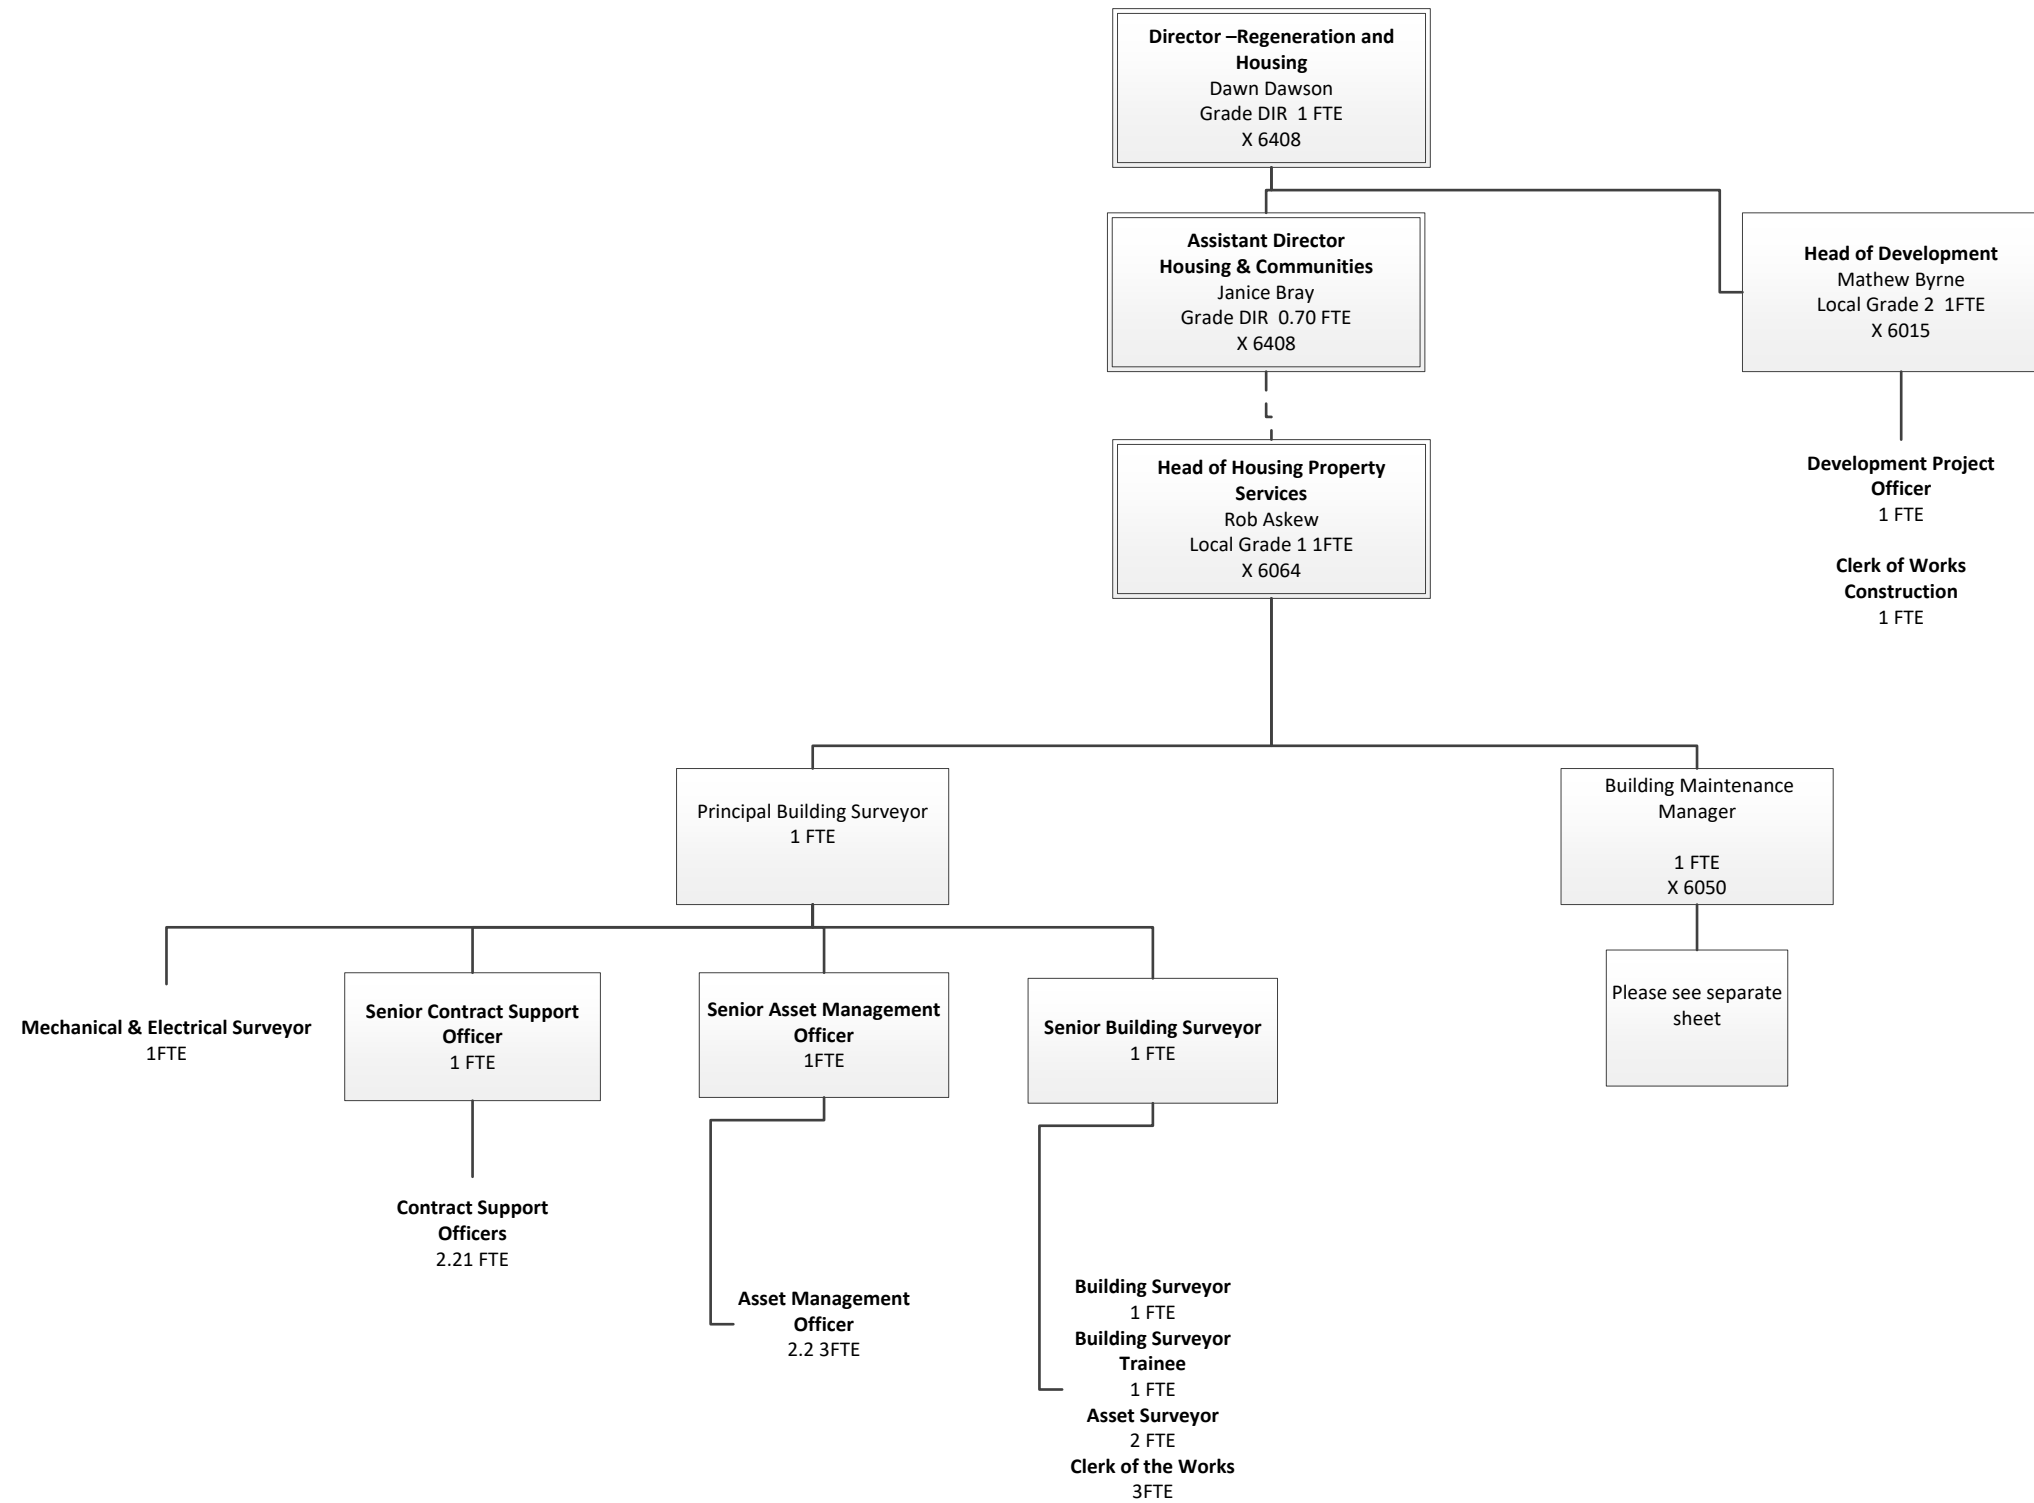 Director –Regeneration and
Housing
Dawn Dawson
Grade DIR  1 FTE
X 6408
Assistant Director
Housing & Communities
Janice Bray
Grade DIR  0.70 FTE
X 6408
Head of Development
Mathew Byrne
Local Grade 2  1FTE
X 6015
Head of Housing Property
Services
Rob Askew
Local Grade 1 1FTE
X 6064
Development Project
Officer
1 FTE
Clerk of Works
Construction
1 FTE
Principal Building Surveyor
1 FTE
Building Maintenance
Manager
1 FTE
X 6050
Mechanical & Electrical Surveyor
1FTE
Senior Contract Support
Officer
1 FTE
Senior Asset Management
Officer
1FTE
Senior Building Surveyor
1 FTE
Please see separate
sheet
Contract Support
Officers
2.21 FTE
Asset Management
Officer
2.2 3FTE
Building Surveyor
1 FTE
Building Surveyor
Trainee
1 FTE
Asset Surveyor
2 FTE
Clerk of the Works
3FTE